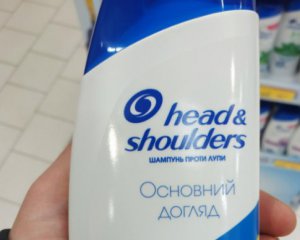 head &
shoulders
ШАМПУНЬ ПРОТИ ЛУПИ
Основний
догляд